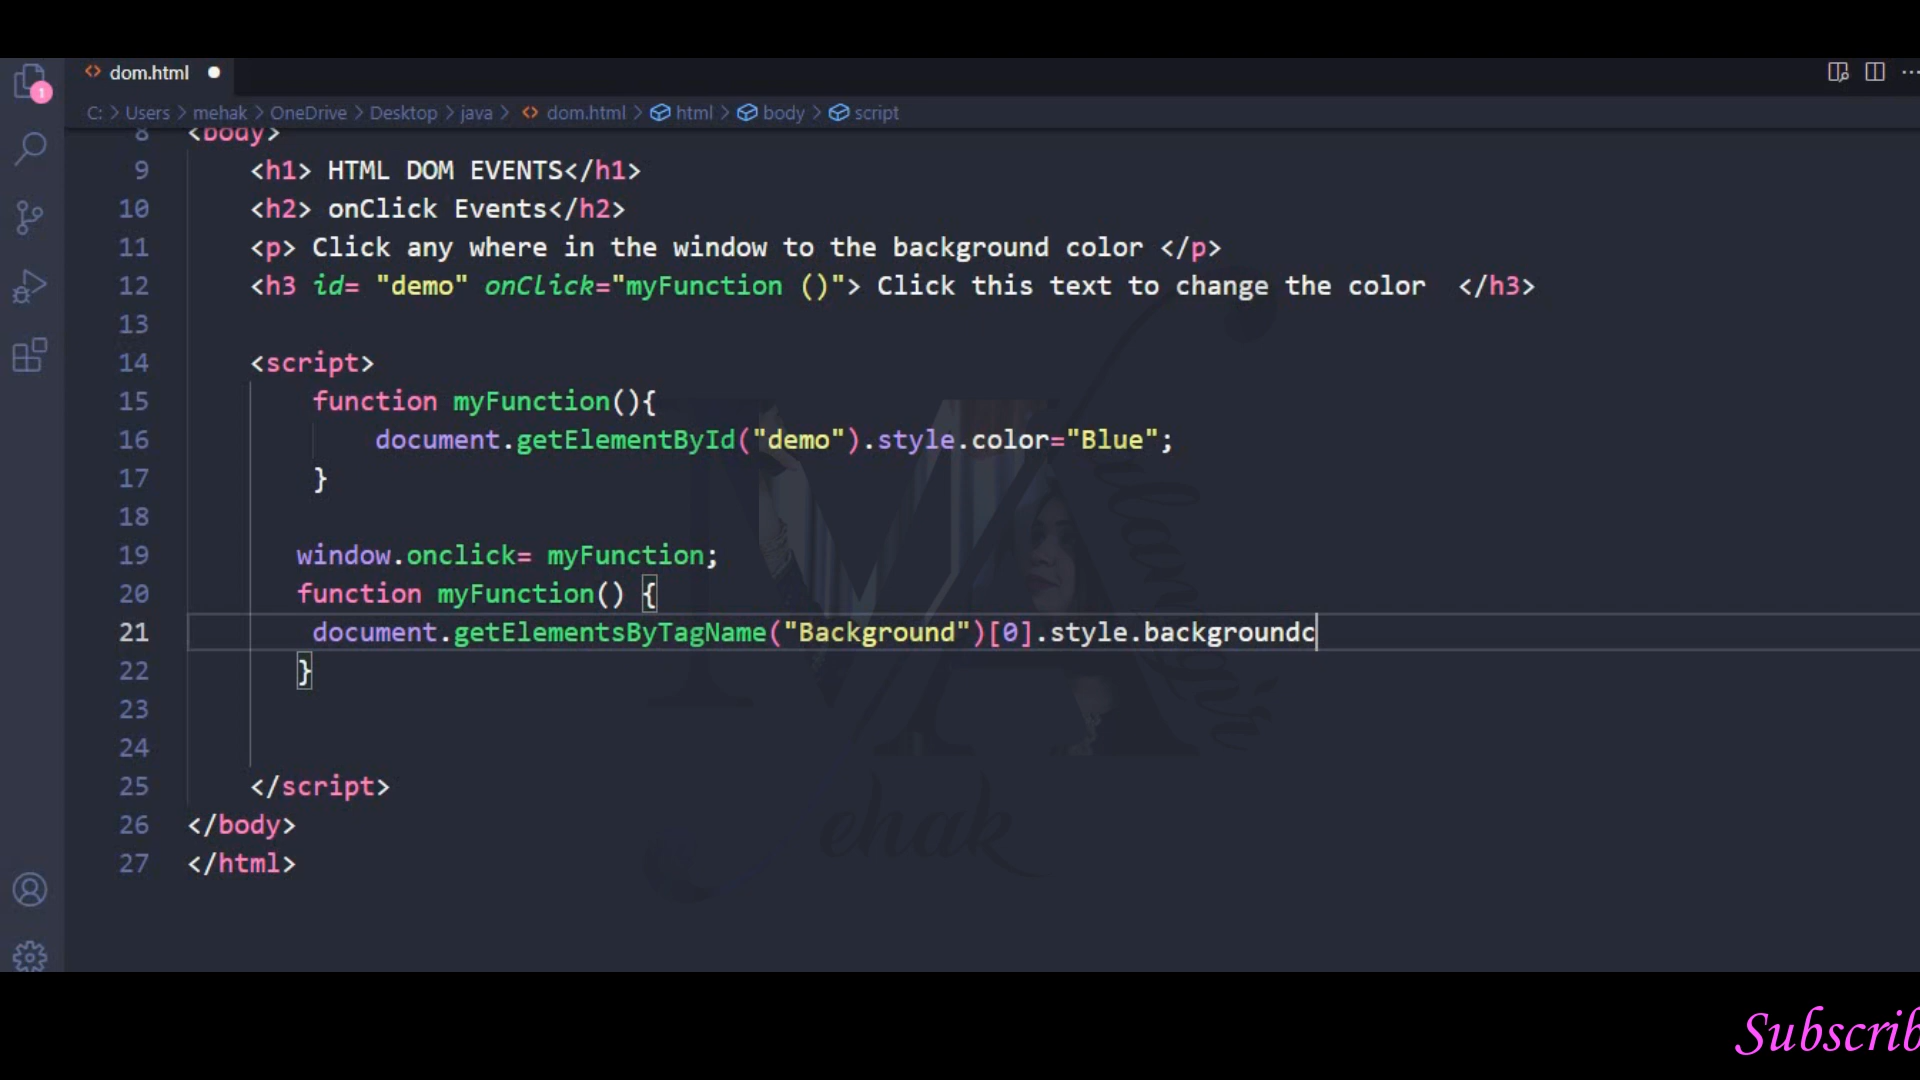 dom.html
1
C: > Users > mehak > OneDrive > Desktop > java > <> dom.html > html > body > script
8 <body>
9 <h1> HTML DOM EVENTS</h1>
10 <h2> onClick Events</h2>
11 <p> Click any where in the window to the background color </p>
12 <h3 id= "demo" onClick="myFunction ()"> Click this text to change the color  </h3>
13
14 <script>
15 function myFunction(){
16 document.getElementById("demo").style.color="Blue";
17 }
18
19 window.onclick= myFunction;
20 function myFunction() {
21 document.getElementsByTagName("Background")[0].style.backgroundc
22 }
23
24
25 </script>
26 </body>
27 </html>
ehak
Subscrib